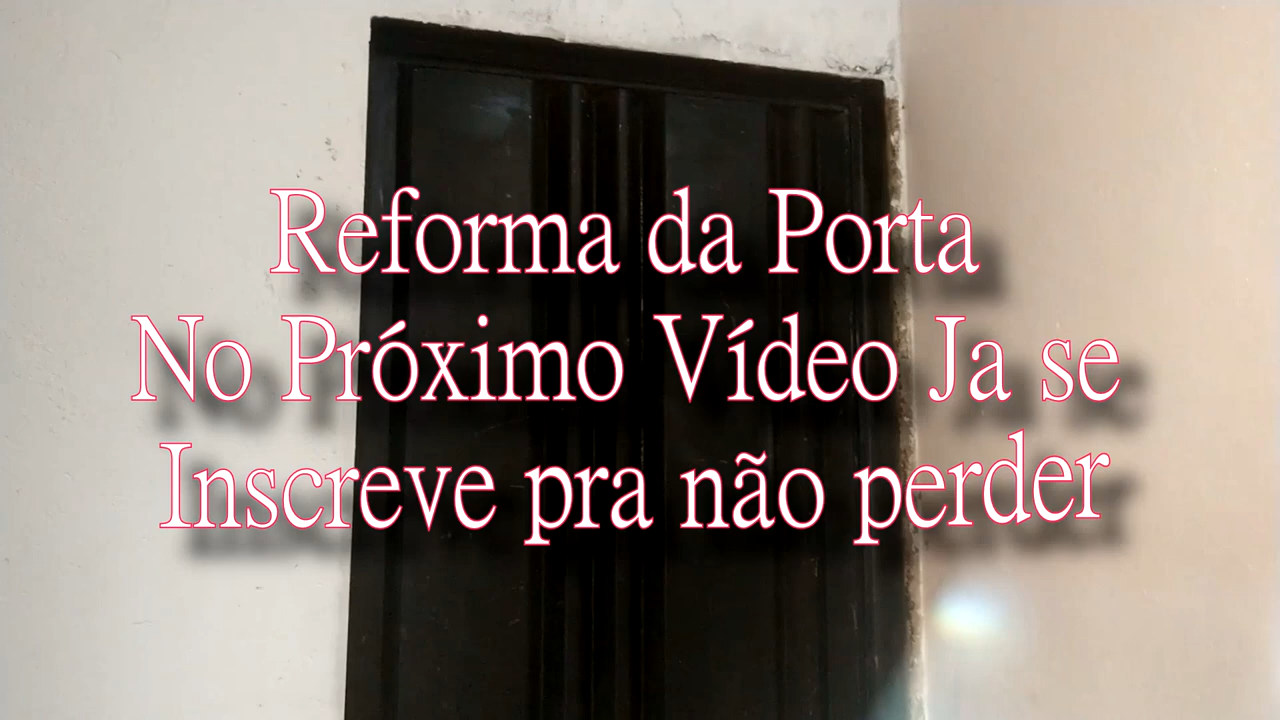 Reforma da Porta
No Próximo Vídeo Ja se
Inscreve pra não perder